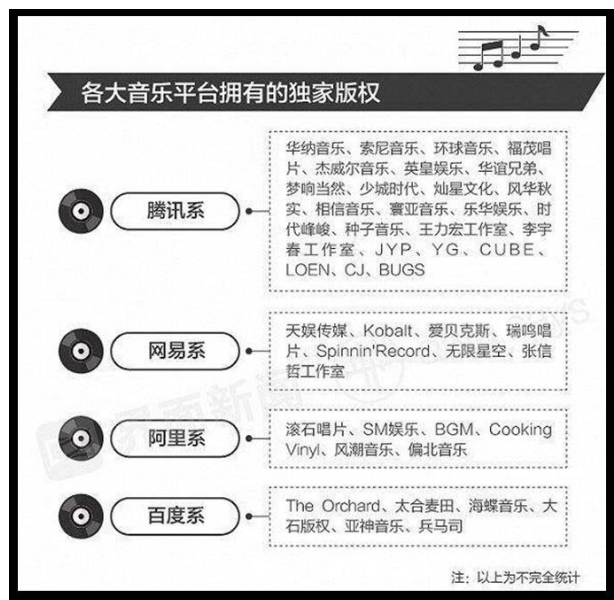 各大音乐平台拥有的独家版权
腾讯系
华纳音乐、索尼音乐、环球音乐、福茂唱
片、杰威尔音乐、英皇娱乐、华谊兄弟、
梦响当然、少城时代、灿星文化、风华秋
实、相信音乐、寰亚音乐、乐华娱乐、时
代峰峻、种子音乐、王力宏工作室、李宇
春工作室、JYP、YG、CUBE、
LOEN、CJ、BUGS
网易系
天娱传媒、Kobalt、爱贝克斯、瑞鸣唱
片、Spinnin'Record、无限星空、张信
哲工作室
阿里系
滚石唱片、SM娱乐、BGM、Cooking
Vinyl、风潮音乐、偏北音乐
百度系
The Orchard、太合麦田、海蝶音乐、大
石版权、亚神音乐、兵马司
界面新闻
注：以上为不完全统计